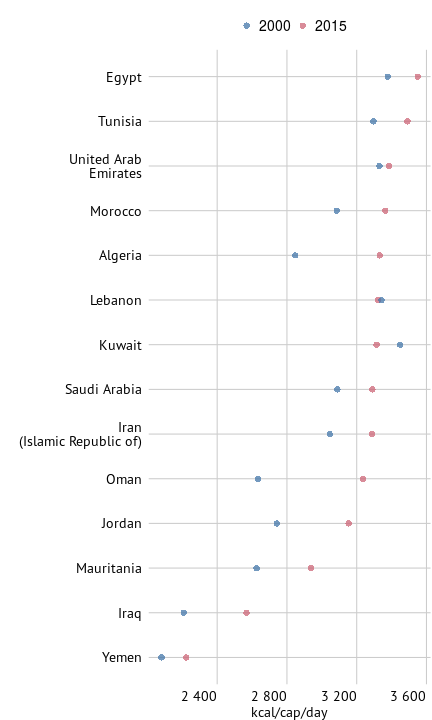 2000 2015
Egypt
Tunisia
United Arab
Emirates
Morocco
Algeria
Lebanon
Kuwait
Saudi Arabia
Iran
(Islamic Republic of)
Oman
Jordan
Mauritania
Iraq
Yemen
2 400 2 800 3 200 3 600
kcal/cap/day